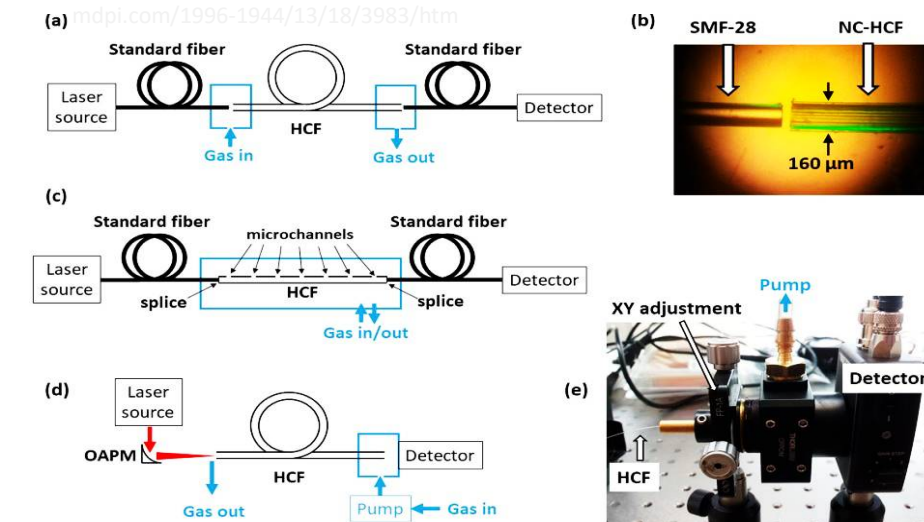 mdpi.com/1996-1944/13/18/3983/htm
(a)
Standard fiber
Standard fiber
Laser
source
HCF
Detector
Gas in
Gas out
(b)
SMF-28
NC-HCF
160 µm
(c)
Standard fiber
Standard fiber
microchannels
Laser
source
splice
HCF
splice
Detector
Gas in/out
(d)
Laser
source
OAPM
HCF
Detector
Gas out
Pump
Gas in
(e)
Pump
XY adjustment
Detector
HCF